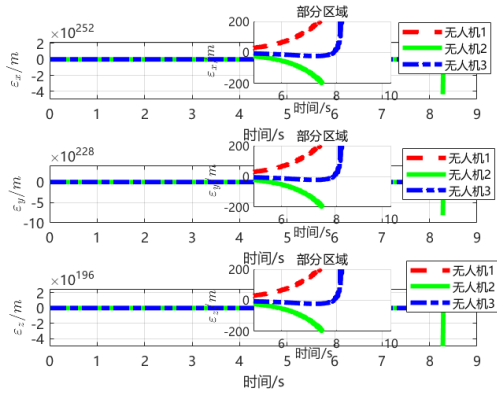 ×10^252
部分区域
ε_x/m
2
0
-2
-4
ε_x/m
200
0
-200
6 8 10
时间/s
无人机1
无人机2
无人机3
0 1 2 3 4 5 6 7 8 9
时间/s
×10^228
部分区域
ε_y/m
0
-5
-10
ε_y/m
200
0
-200
6 8 10
时间/s
无人机1
无人机2
无人机3
0 1 2 3 4 5 6 7 8 9
时间/s
×10^196
部分区域
ε_z/m
2
0
-2
-4
ε_z/m
200
0
-200
6 8 10
时间/s
无人机1
无人机2
无人机3
0 1 2 3 4 5 6 7 8 9
时间/s